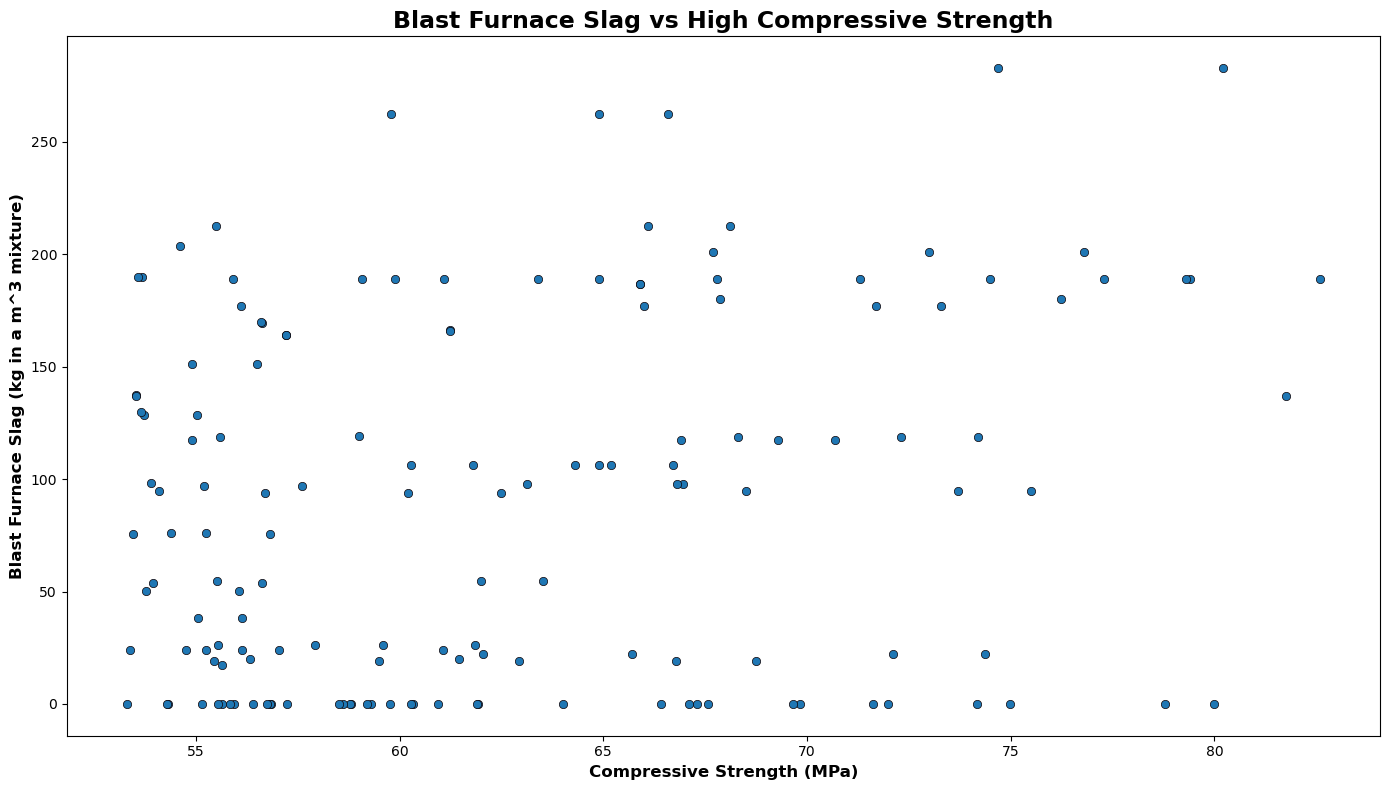 Blast Furnace Slag vs High Compressive Strength
Blast Furnace Slag (kg in a m^3 mixture)
250
200
150
100
50
0
55 60 65 70 75 80
Compressive Strength (MPa)